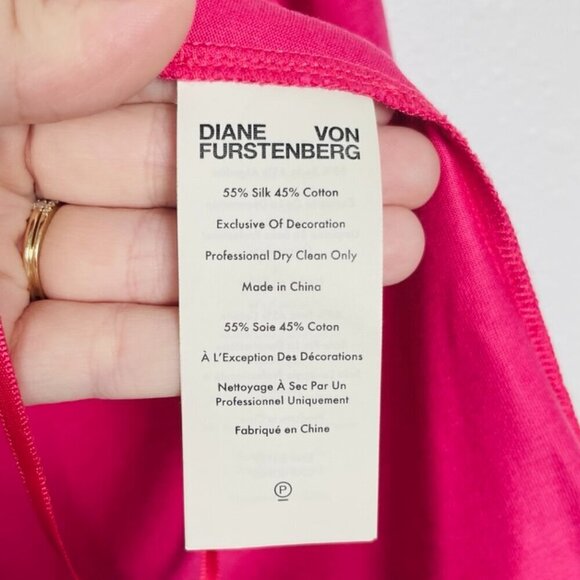 DIANE VON
FURSTENBERG
55% Silk 45% Cotton
Exclusive Of Decoration
Professional Dry Clean Only
Made in China
55% Soie 45% Coton
À L'Exception Des Décorations
Nettoyage À Sec Par Un
Professionnel Uniquement
Fabriqué en Chine
P